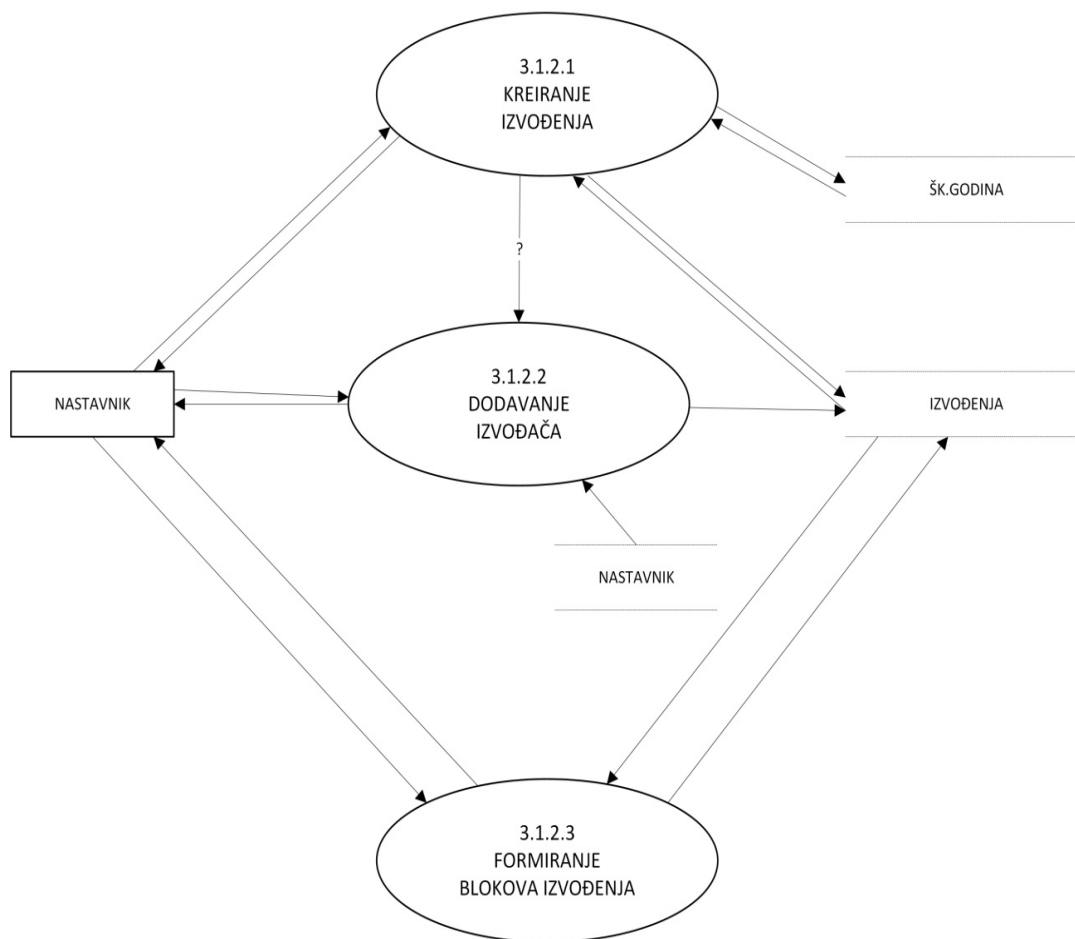 3.1.2.1
KREIRANJE
IZVOĐENJA
ŠK.GODINA
?
NASTAVNIK
3.1.2.2
DODAVANJE
IZVOĐAČA
IZVOĐENJA
NASTAVNIK
3.1.2.3
FORMIRANJE
BLOKOVA IZVOĐENJA